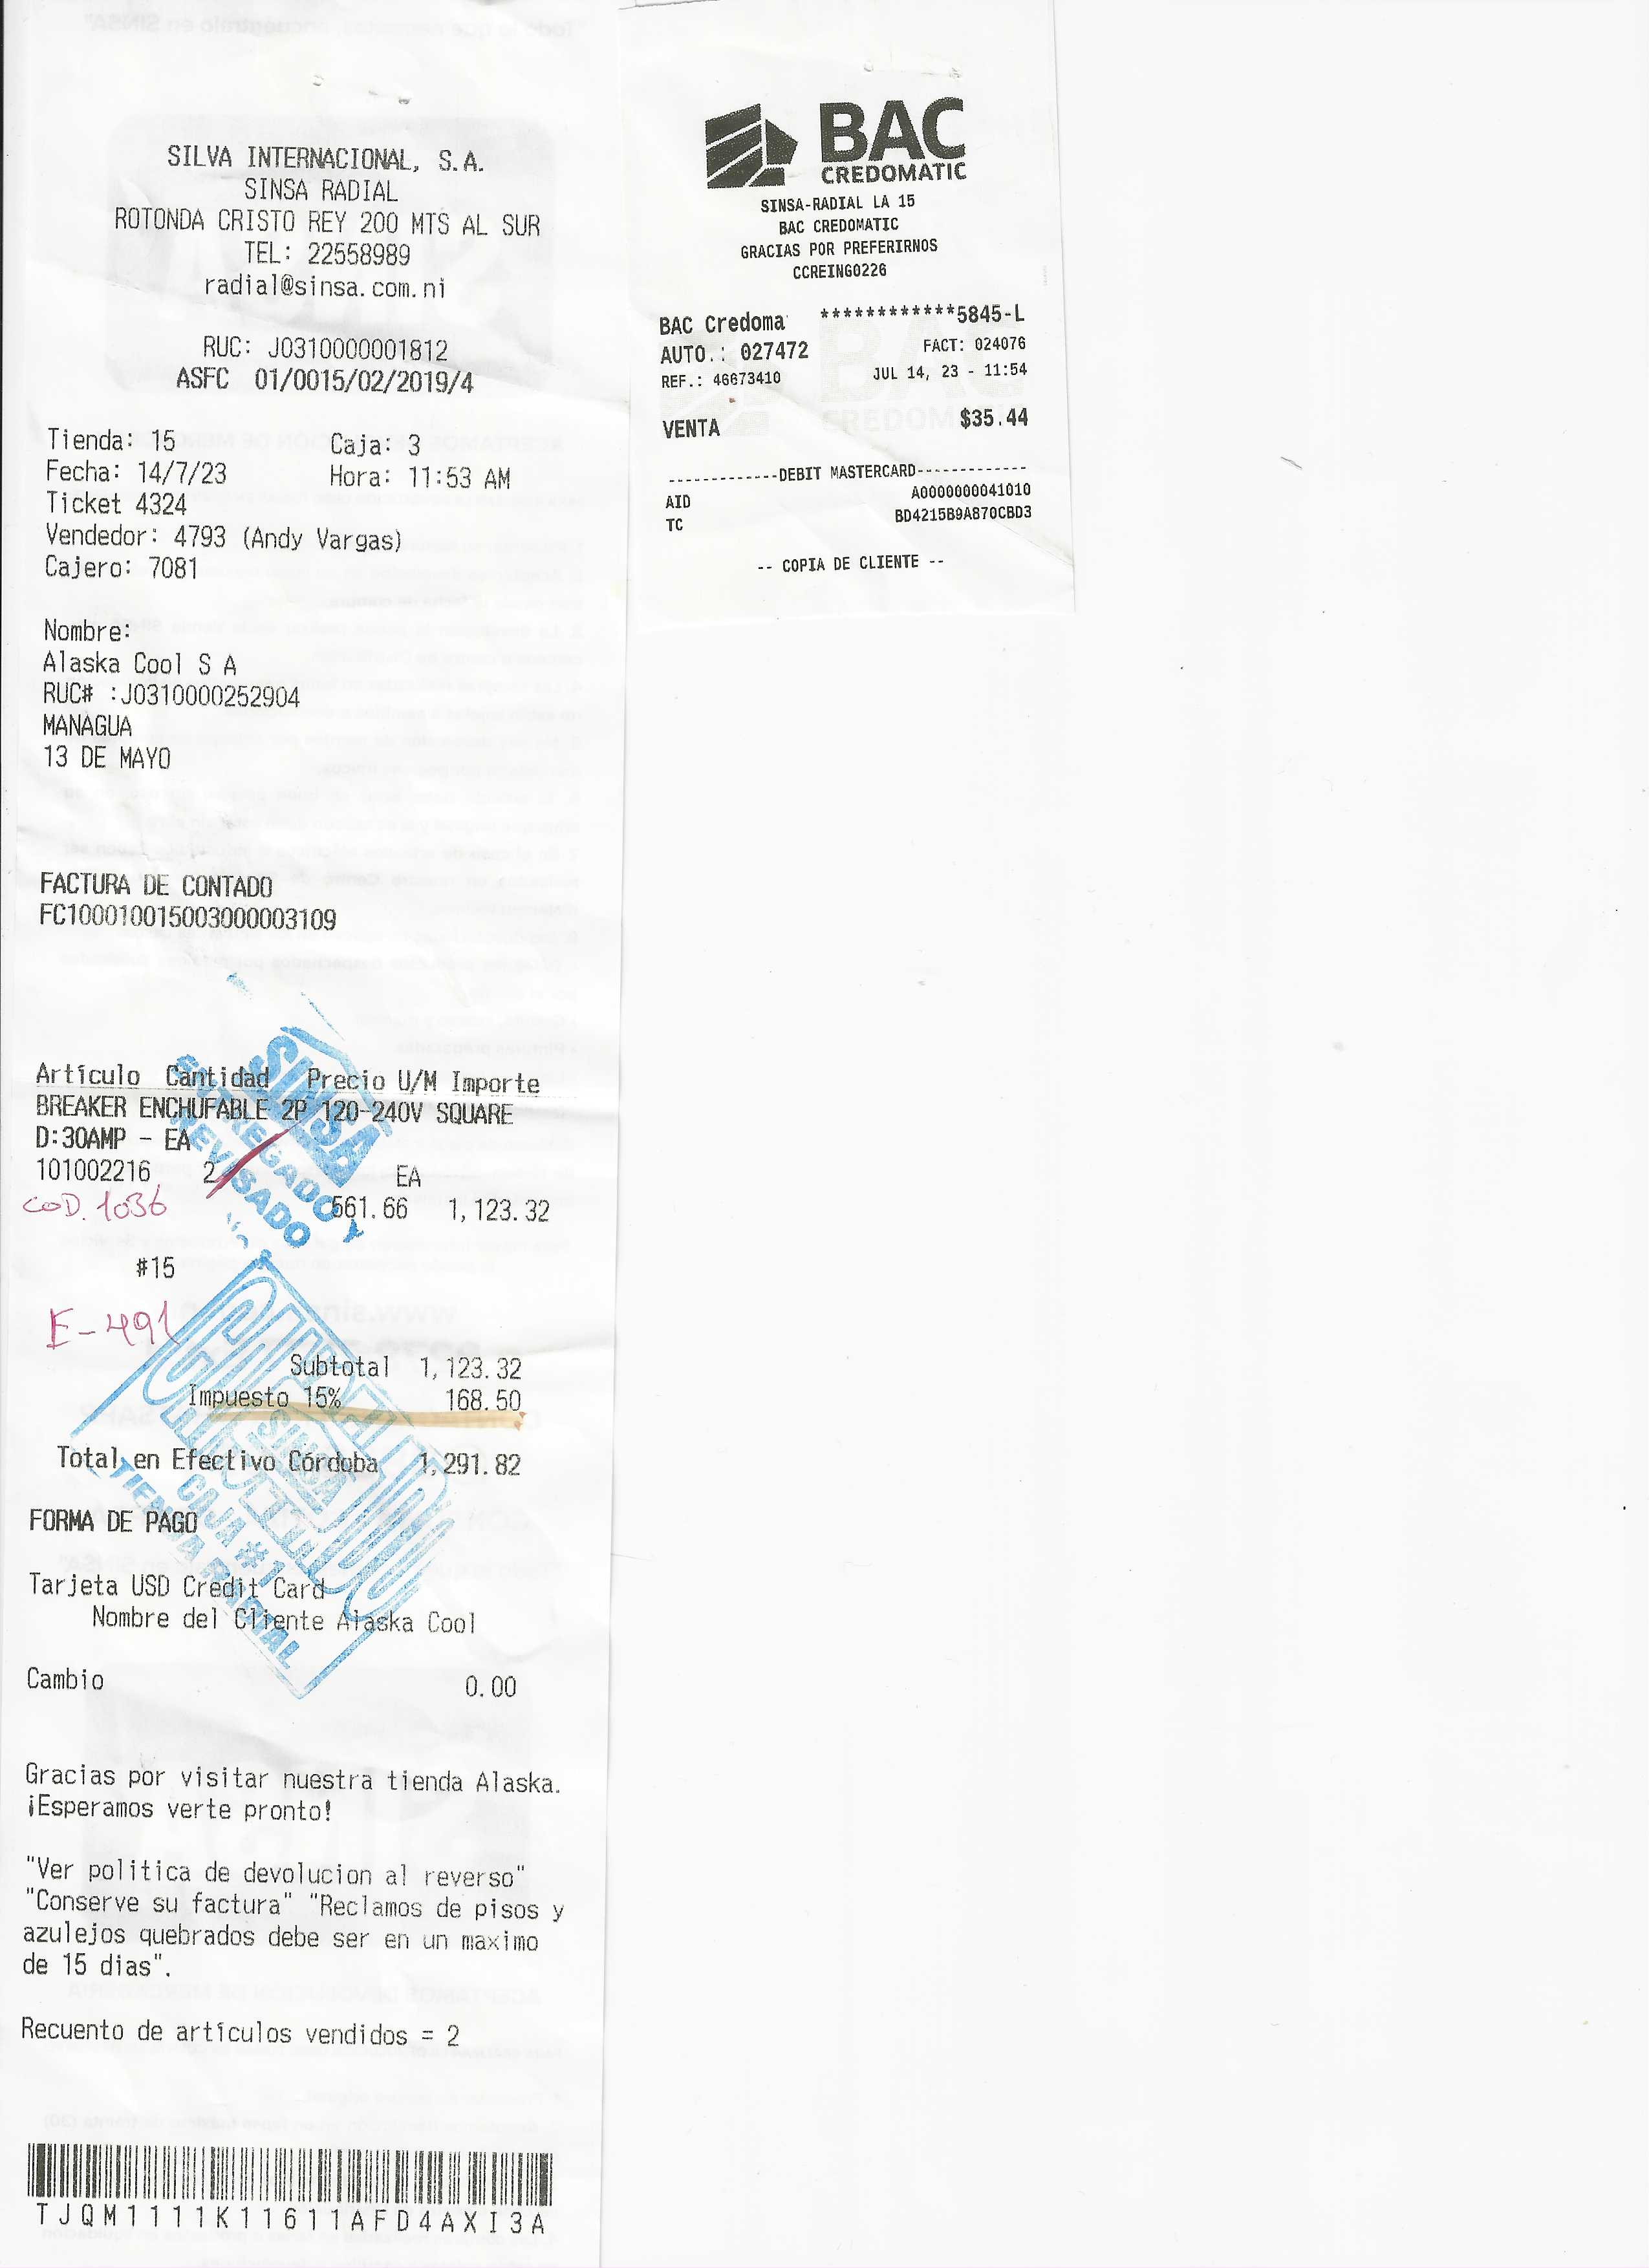 SILVA INTERNACIONAL, S.A.
SINSA RADIAL
ROTONDA CRISTO REY 200 MTS AL SUR
TEL: 22558989
radial@sinsa.com.ni
RUC: J0310000001812
ASFC 01/0015/02/2019/4
Tienda: 15 Caja: 3
Fecha: 14/7/23 Hora: 11:53 AM
Ticket 4324
Vendedor: 4793 (Andy Vargas)
Cajero: 7081
Nombre:
Alaska Cool S A
RUC# :J0310000252904
MANAGUA
13 DE MAYO
FACTURA DE CONTADO
FC100010015003000003109
Artículo Cantidad Precio U/M Importe
BREAKER ENCHUFABLE 2P 120-240V SQUARE
D:30AMP - EA
101002216 2 EA
COD. 1036 561.66 1,123.32
#15
E-491
Subtotal 1,123.32
Impuesto 15% 168.50
Total en Efectivo Córdoba 1,291.82
FORMA DE PAGO
Tarjeta USD Credit Card
Nombre del Cliente Alaska Cool
Cambio 0.00
Gracias por visitar nuestra tienda Alaska.
¡Esperamos verte pronto!
"Ver politica de devolucion al reverso"
"Conserve su factura" "Reclamos de pisos y
azulejos quebrados debe ser en un maximo
de 15 dias".
Recuento de artículos vendidos = 2
TJQM1111K11611AFD4AXI3A
SINSA
ENTREGADO Y
REVISADO
SINSA
CAJA #1
TIENDA RADIAL
BAC
CREDOMATIC
SINSA-RADIAL LA 15
BAC CREDOMATIC
GRACIAS POR PREFERIRNOS
CCREING0226
BAC Credoma ************5845-L
AUTO.: 027472 FACT: 024076
REF.: 46673410 JUL 14, 23 - 11:54
VENTA $35.44
-------------DEBIT MASTERCARD-------------
AID A0000000041010
TC BD4215B9A870CBD3
-- COPIA DE CLIENTE --